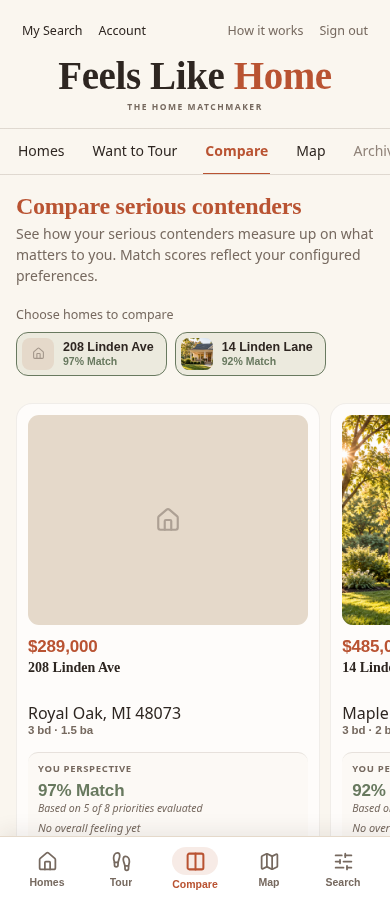 My Search Account How it works Sign out
Feels Like Home
THE HOME MATCHMAKER
Homes Want to Tour Compare Map Archiv
Compare serious contenders
See how your serious contenders measure up on what
matters to you. Match scores reflect your configured
preferences.
Choose homes to compare
208 Linden Ave
97% Match
14 Linden Lane
92% Match
$289,000
208 Linden Ave
Royal Oak, MI 48073
3 bd · 1.5 ba
YOU PERSPECTIVE
97% Match
Based on 5 of 8 priorities evaluated
No overall feeling yet
$485,0
14 Lind
Maple
3 bd · 2 b
YOU PE
92%
Based o
No over
Homes Tour Compare Map Search